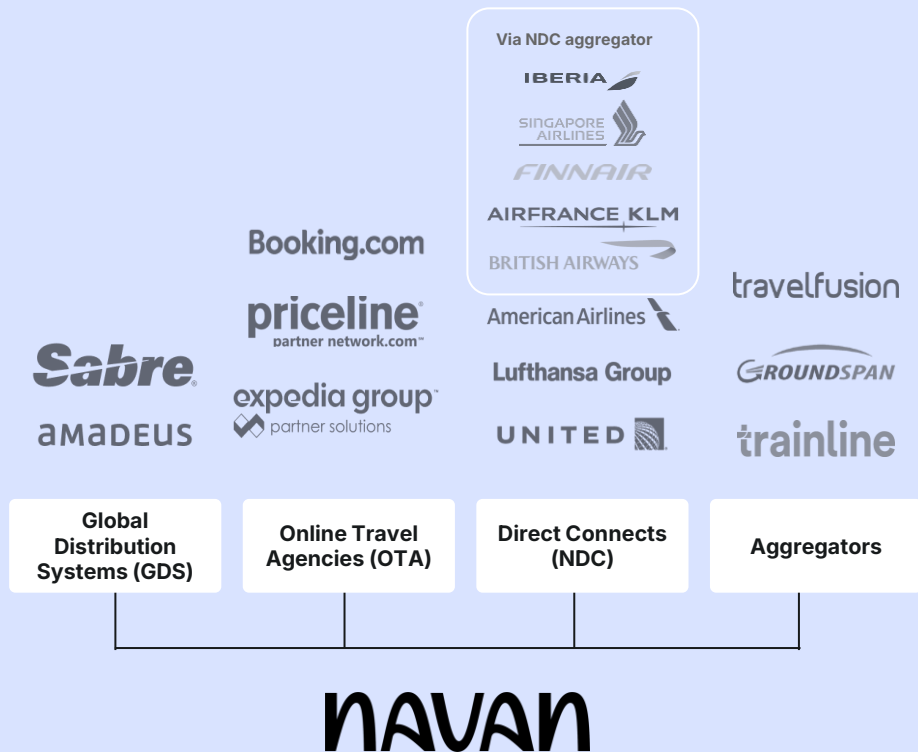 Via NDC aggregator
IBERIA
SINGAPORE
AIRLINES
FINNAIR
AIRFRANCE KLM
BRITISH AIRWAYS
American Airlines
Lufthansa Group
UNITED
Booking.com
priceline®
partner network.com™
expedia group™
partner solutions
Sabre®
amadeus
travelfusion
GROUNDSPAN
trainline
Global
Distribution
Systems (GDS)
Online Travel
Agencies (OTA)
Direct Connects
(NDC)
Aggregators
navan